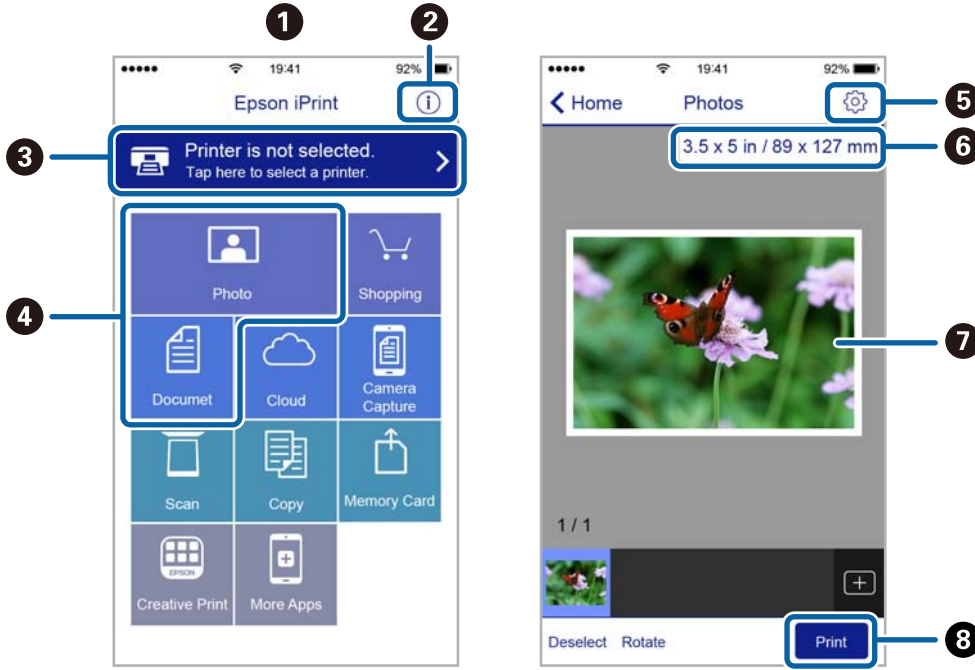 1
2
19:41
92%
Epson iPrint
i
3
Printer is not selected.
Tap here to select a printer.
4
Photo
Shopping
Documet
Cloud
Camera
Capture
Scan
Copy
Memory Card
EPSON
Creative Print
More Apps
19:41
92%
Home
Photos
5
3.5 x 5 in / 89 x 127 mm
6
7
1 / 1
Deselect
Rotate
Print
8